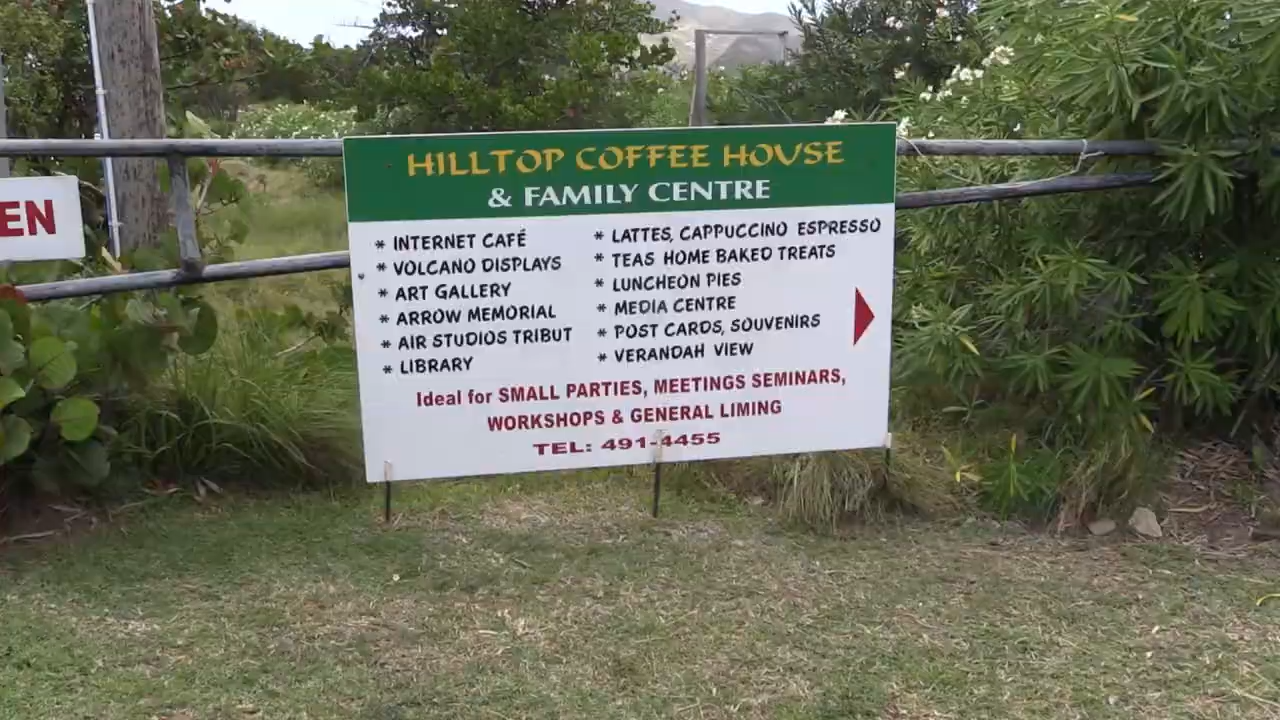 HILLTOP COFFEE HOUSE
& FAMILY CENTRE
EN
* INTERNET CAFÉ
* VOLCANO DISPLAYS
* ART GALLERY
* ARROW MEMORIAL
* AIR STUDIOS TRIBUT
* LIBRARY
* LATTES, CAPPUCCINO ESPRESSO
* TEAS HOME BAKED TREATS
* LUNCHEON PIES
* MEDIA CENTRE
* POST CARDS, SOUVENIRS
* VERANDAH VIEW
Ideal for SMALL PARTIES, MEETINGS SEMINARS,
WORKSHOPS & GENERAL LIMING
TEL: 491-4455